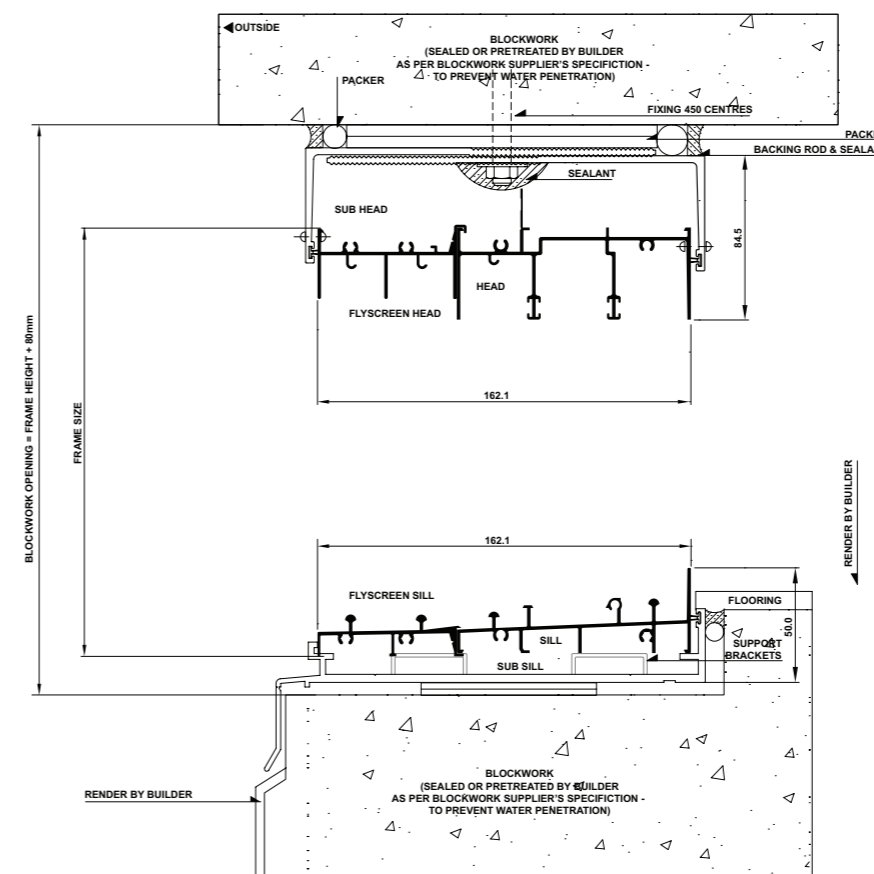 OUTSIDE
BLOCKWORK
(SEALED OR PRETREATED BY BUILDER
AS PER BLOCKWORK SUPPLIER'S SPECIFICTION -
TO PREVENT WATER PENETRATION)
PACKER
FIXING 450 CENTRES
PACKE
BACKING ROD & SEALA
SEALANT
SUB HEAD
84.5
HEAD
FLYSCREEN HEAD
162.1
BLOCKWORK OPENING = FRAME HEIGHT + 80mm
FRAME SIZE
RENDER BY BUILDER
162.1
FLYSCREEN SILL
FLOORING
50.0
SILL
SUPPORT
BRACKETS
SUB SILL
BLOCKWORK
(SEALED OR PRETREATED BY BUILDER
AS PER BLOCKWORK SUPPLIER'S SPECIFICTION -
TO PREVENT WATER PENETRATION)
RENDER BY BUILDER